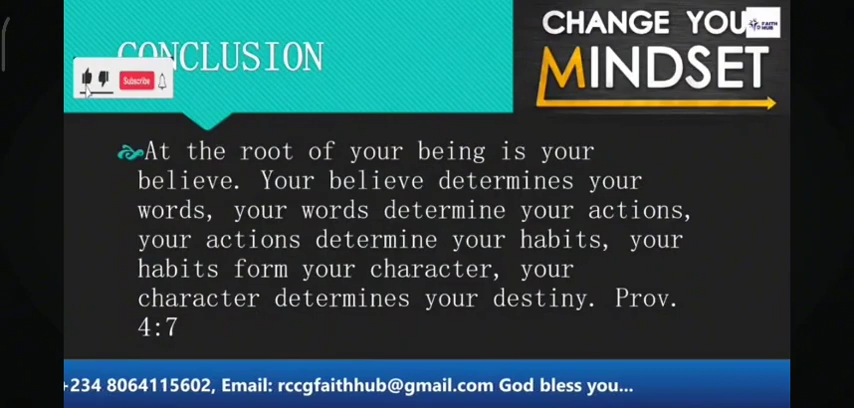 CONCLUSION
CHANGE YOU
FAITH
HUB
MINDSET
Subscribe
At the root of your being is your
believe. Your believe determines your
words, your words determine your actions,
your actions determine your habits, your
habits form your character, your
character determines your destiny. Prov.
4:7
+234 8064115602, Email: rccgfaithhub@gmail.com God bless you...